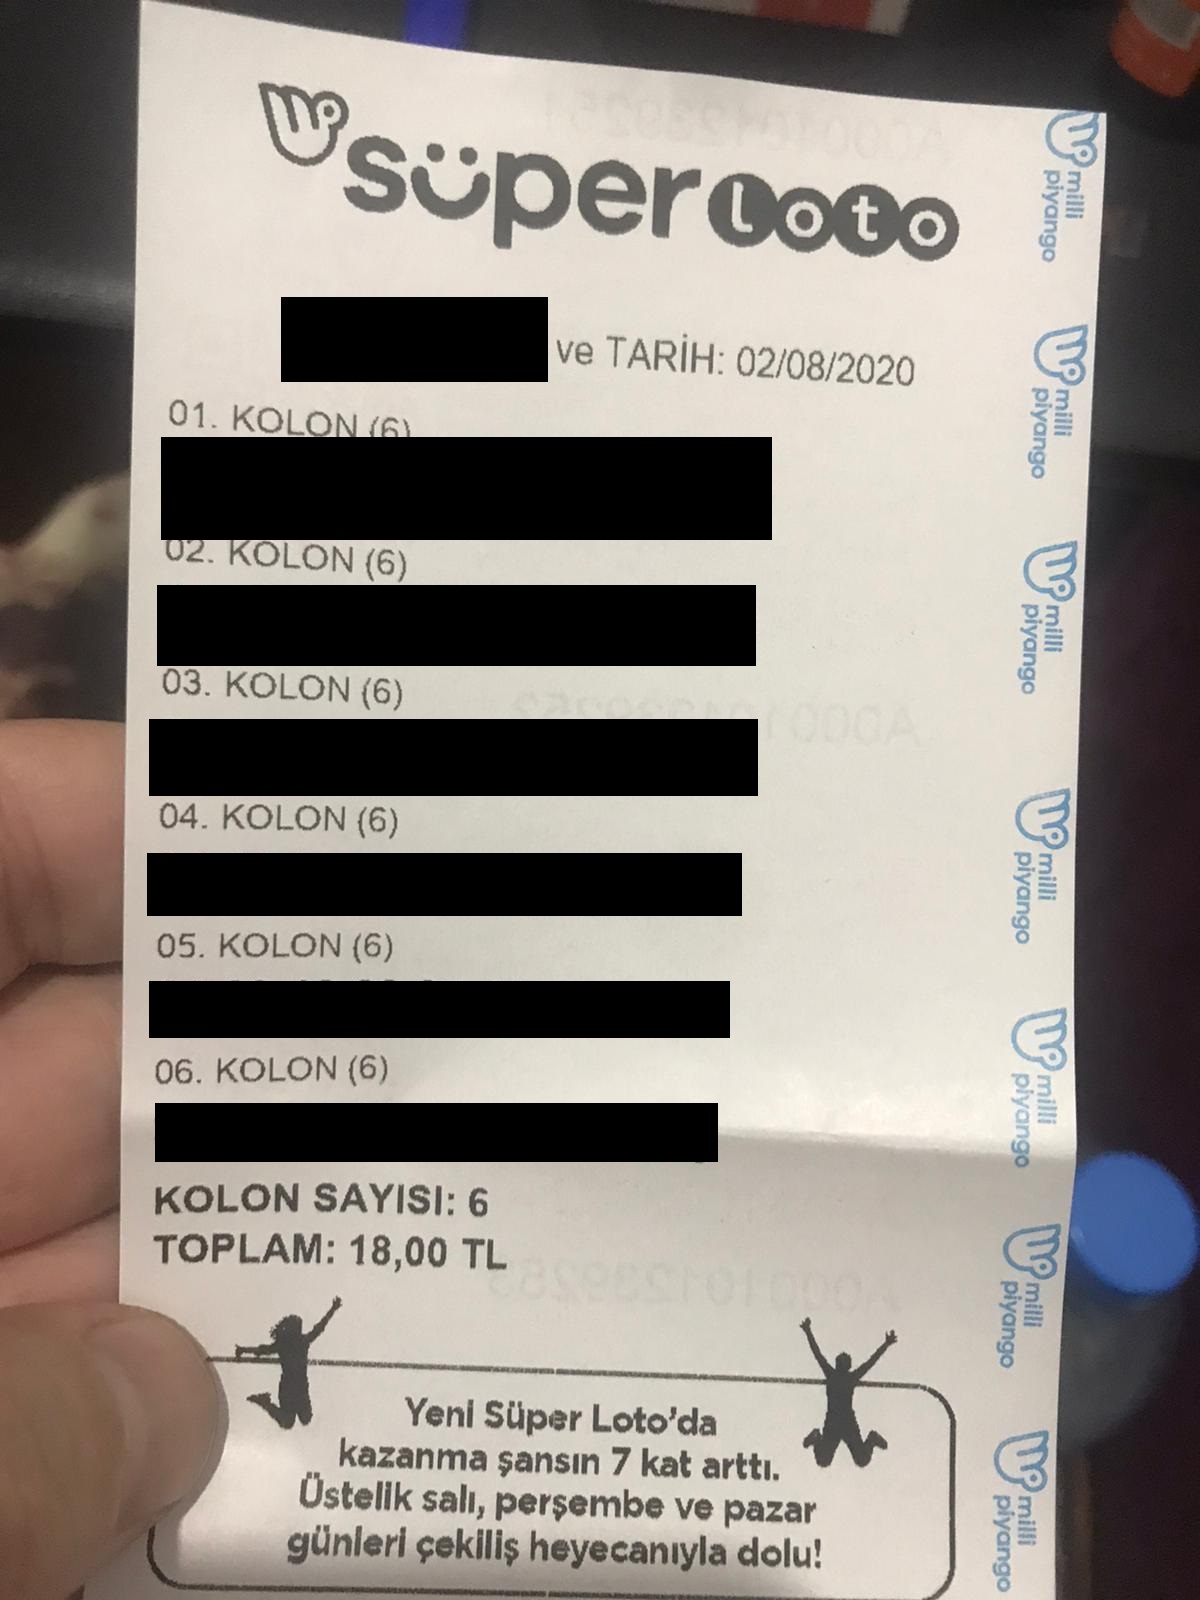 süper Loto
ve TARİH: 02/08/2020
01. KOLON (6)
02. KOLON (6)
03. KOLON (6)
04. KOLON (6)
05. KOLON (6)
06. KOLON (6)
KOLON SAYISI: 6
TOPLAM: 18,00 TL
Yeni Süper Loto'da
kazanma şansın 7 kat arttı.
Üstelik salı, perşembe ve pazar
günleri çekiliş heyecanıyla dolu!
milli
piyango
milli
piyango
milli
piyango
milli
piyango
milli
piyango
milli
piyango
milli
piyango